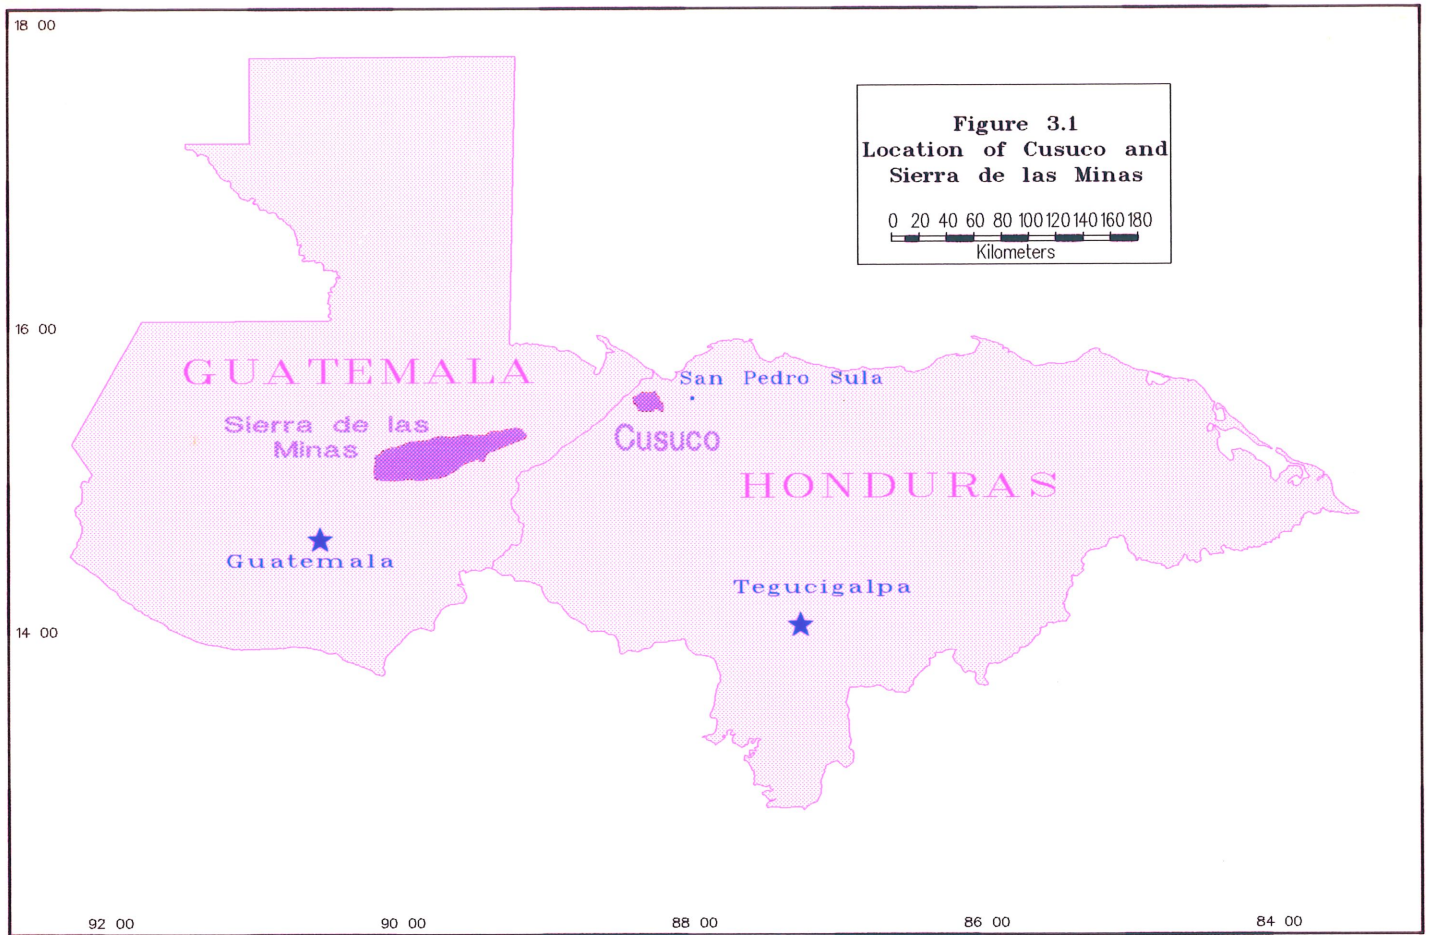 18 00
Figure 3.1
Location of Cusuco and
Sierra de las Minas
0 20 40 60 80 100 120 140 160 180
Kilometers
16 00
GUATEMALA
San Pedro Sula
Sierra de las
Minas
Cusuco
HONDURAS
Guatemala
Tegucigalpa
14 00
92 00
90 00
88 00
86 00
84 00